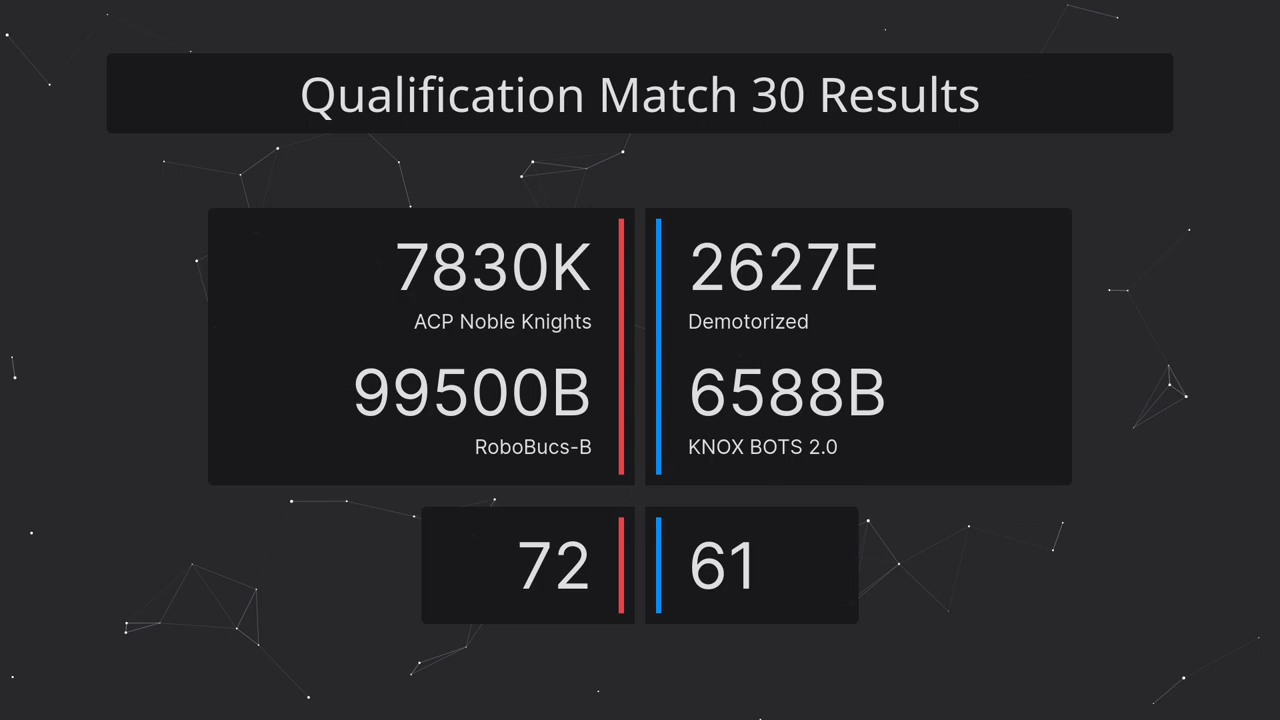 Qualification Match 30 Results
7830K
ACP Noble Knights
99500B
RoboBucs-B
2627E
Demotorized
6588B
KNOX BOTS 2.0
72
61